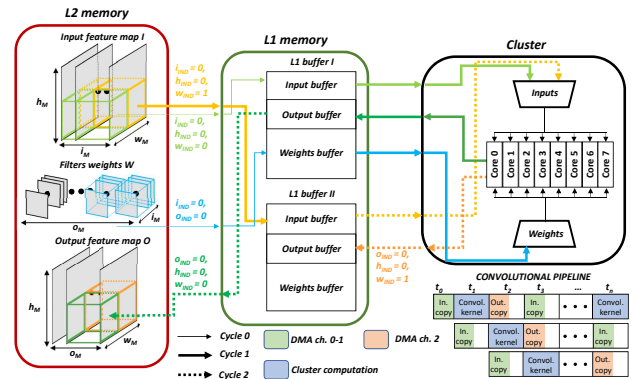 L2 memory
Input feature map I
h_M
i_M
w_M
Filters weights W
o_M
i_M
Output feature map O
h_M
o_M
w_M
i_IND = 0,
h_IND = 0,
w_IND = 1
i_IND = 0,
h_IND = 0,
w_IND = 0
i_IND = 0,
o_IND = 0
o_IND = 0,
h_IND = 0,
w_IND = 0
L1 memory
L1 buffer I
Input buffer
Output buffer
Weights buffer
L1 buffer II
Input buffer
Output buffer
Weights buffer
Cluster
Inputs
Core 0
Core 1
Core 2
Core 3
Core 4
Core 5
Core 6
Core 7
Weights
o_IND = 0,
h_IND = 0,
w_IND = 1
CONVOLUTIONAL PIPELINE
t_0 t_1 t_2 t_3 ... t_n
In. copy
Convol. kernel
Out. copy
In. copy
• • •
Convol. kernel
In. copy
Convol. kernel
Out. copy
• • •
In. copy
In. copy
Convol. kernel
• • •
Out. copy
Cycle 0
Cycle 1
Cycle 2
DMA ch. 0-1
DMA ch. 2
Cluster computation